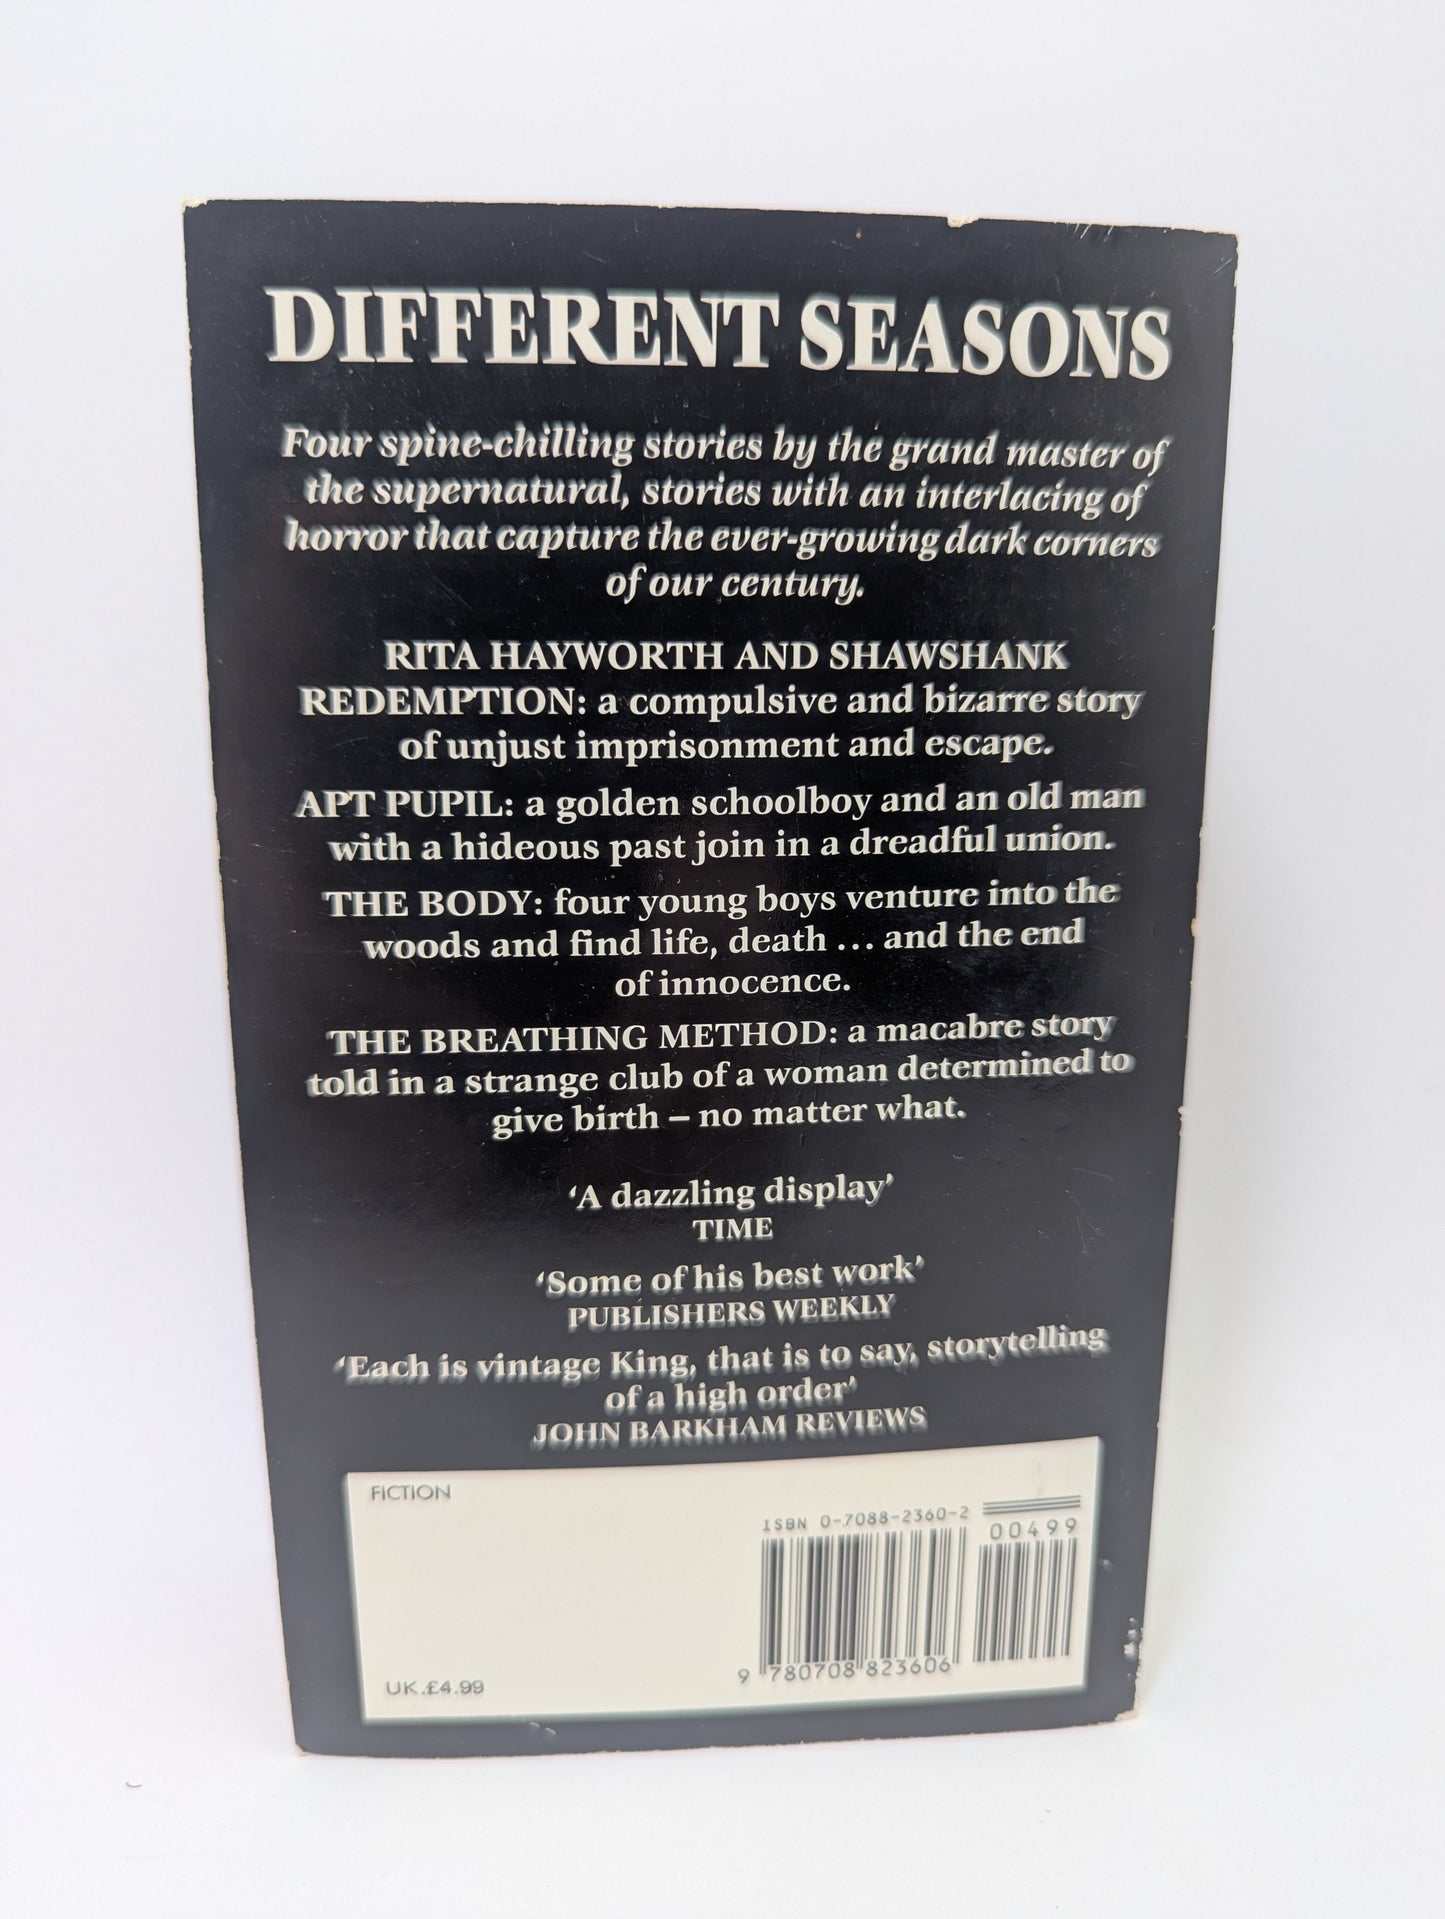 DIFFERENT SEASONS
Four spine-chilling stories by the grand master of
the supernatural, stories with an interlacing of
horror that capture the ever-growing dark corners
of our century.
RITA HAYWORTH AND SHAWSHANK
REDEMPTION: a compulsive and bizarre story
of unjust imprisonment and escape.
APT PUPIL: a golden schoolboy and an old man
with a hideous past join in a dreadful union.
THE BODY: four young boys venture into the
woods and find life, death ... and the end
of innocence.
THE BREATHING METHOD: a macabre story
told in a strange club of a woman determined to
give birth – no matter what.
‘A dazzling display’
TIME
‘Some of his best work’
PUBLISHERS WEEKLY
‘Each is vintage King, that is to say, storytelling
of a high order’
JOHN BARKHAM REVIEWS
FICTION
ISBN 0-7088-2360-2
00499
9 780708 823606
UK.£4.99